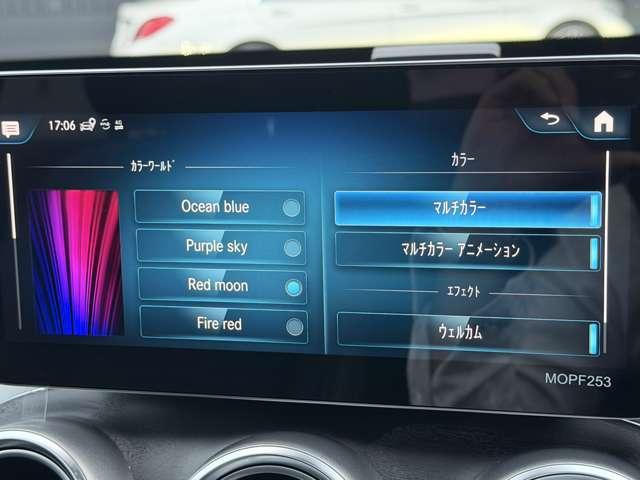 17:06 4G
カラーワールド
Ocean blue
Purple sky
Red moon
Fire red
カラー
マルチカラー
マルチカラー アニメーション
エフェクト
ウェルカム
MOPF253